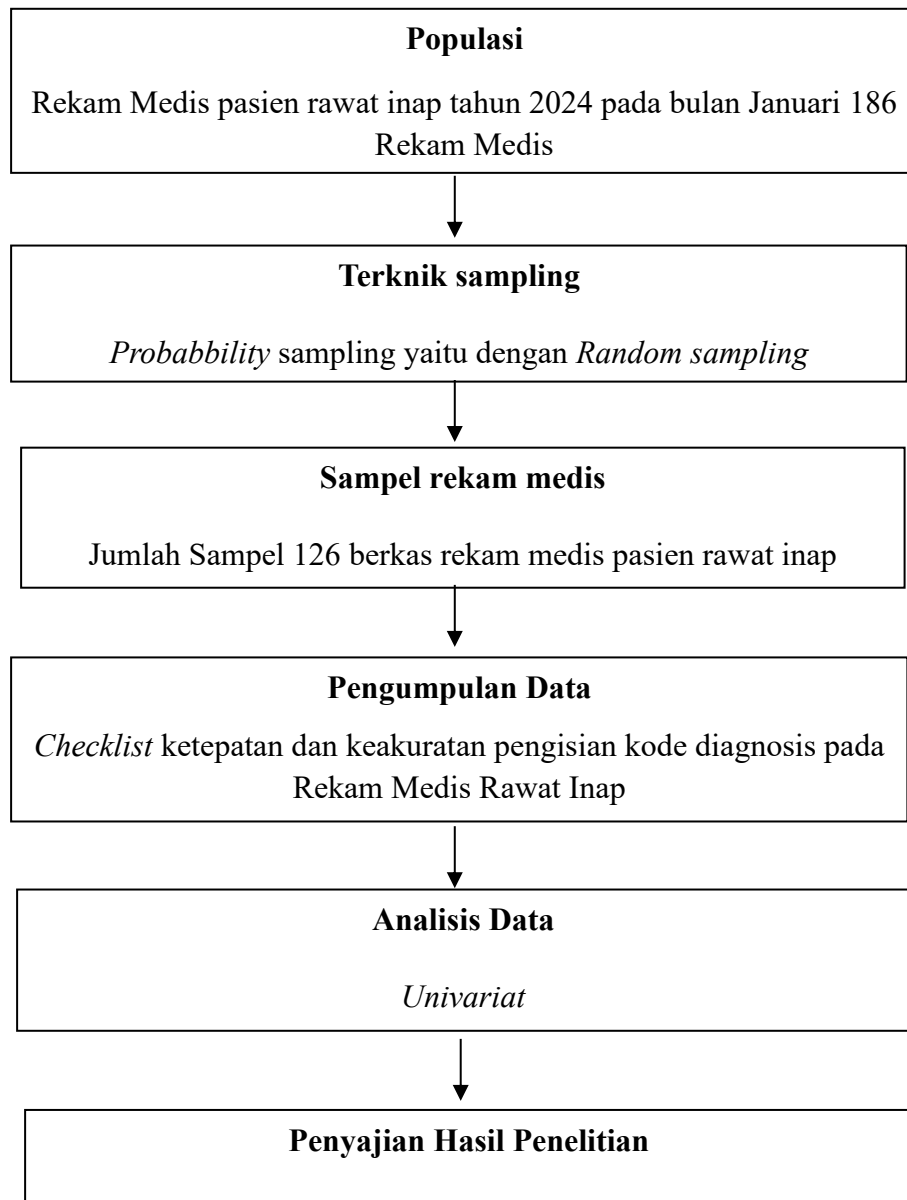 Populasi
Rekam Medis pasien rawat inap tahun 2024 pada bulan Januari 186
Rekam Medis
Terknik sampling
Probabbility sampling yaitu dengan Random sampling
Sampel rekam medis
Jumlah Sampel 126 berkas rekam medis pasien rawat inap
Pengumpulan Data
Checklist ketepatan dan keakuratan pengisian kode diagnosis pada
Rekam Medis Rawat Inap
Analisis Data
Univariat
Penyajian Hasil Penelitian